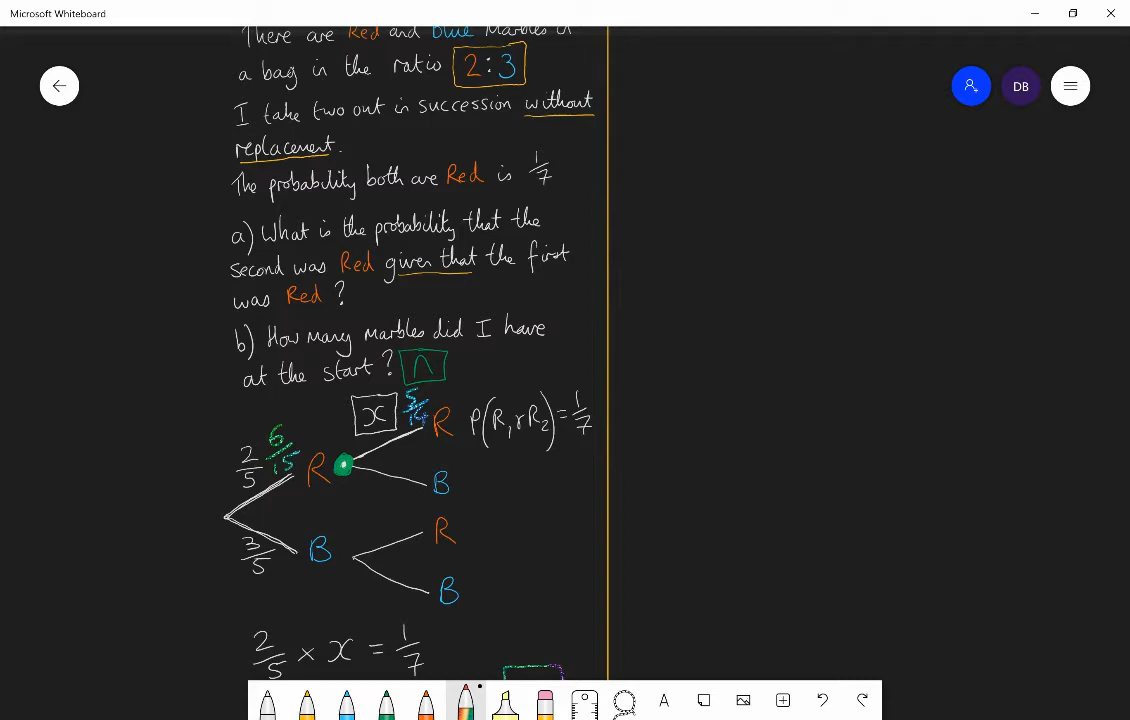 Microsoft Whiteboard
DB
There are Red and Blue Marbles in
a bag in the ratio 2:3
I take two out in succession without
replacement.
The probability both are Red is 1/7
a) What is the probability that the
second was Red given that the first
was Red?
b) How many marbles did I have
at the start? n
x 5/14 R P(R₁ r R₂) = 1/7
2/5 6/15 R
B
3/5 B
R
B
2/5 × x = 1/7
A